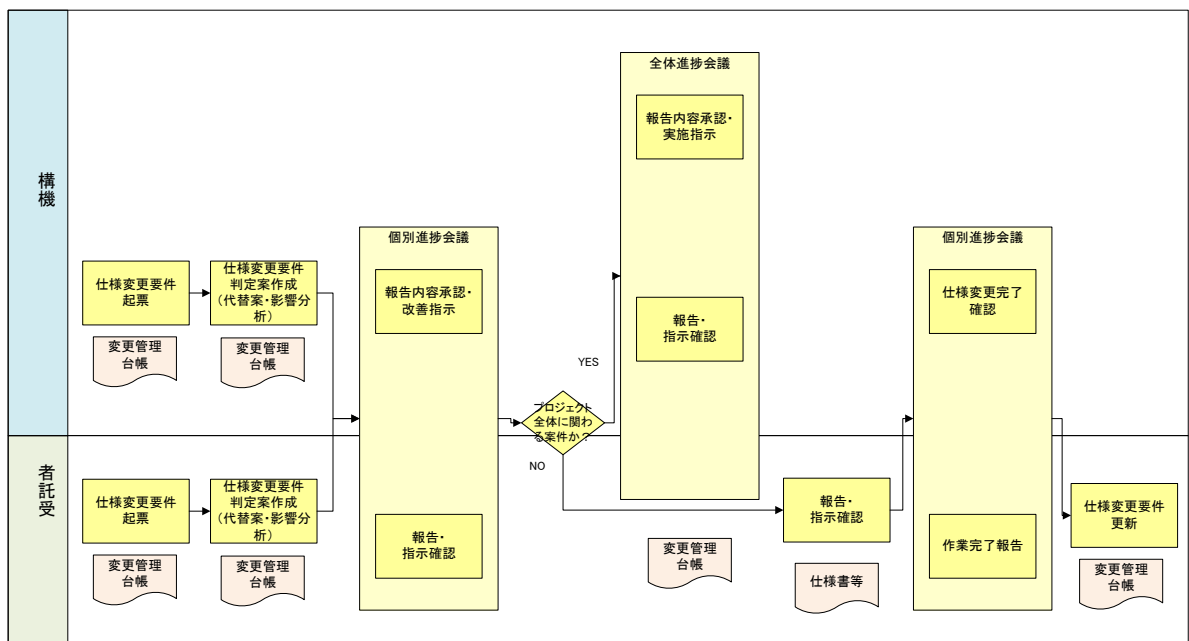 構機
仕様変更要件
起票
変更管理
台帳
仕様変更要件
判定案作成
(代替案・影響分
析)
変更管理
台帳
個別進捗会議
報告内容承認・
改善指示
報告・
指示確認
プロジェクト
全体に関わ
る案件か?
YES
NO
全体進捗会議
報告内容承認・
実施指示
報告・
指示確認
変更管理
台帳
個別進捗会議
仕様変更完了
確認
作業完了報告
者託受
仕様変更要件
起票
変更管理
台帳
仕様変更要件
判定案作成
(代替案・影響分
析)
変更管理
台帳
報告・
指示確認
仕様書等
仕様変更要件
更新
変更管理
台帳